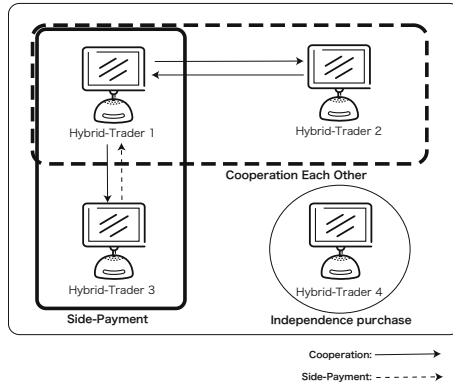 Hybrid-Trader 1
Hybrid-Trader 2
Cooperation Each Other
Hybrid-Trader 3
Hybrid-Trader 4
Side-Payment
Independence purchase
Cooperation:
Side-Payment: